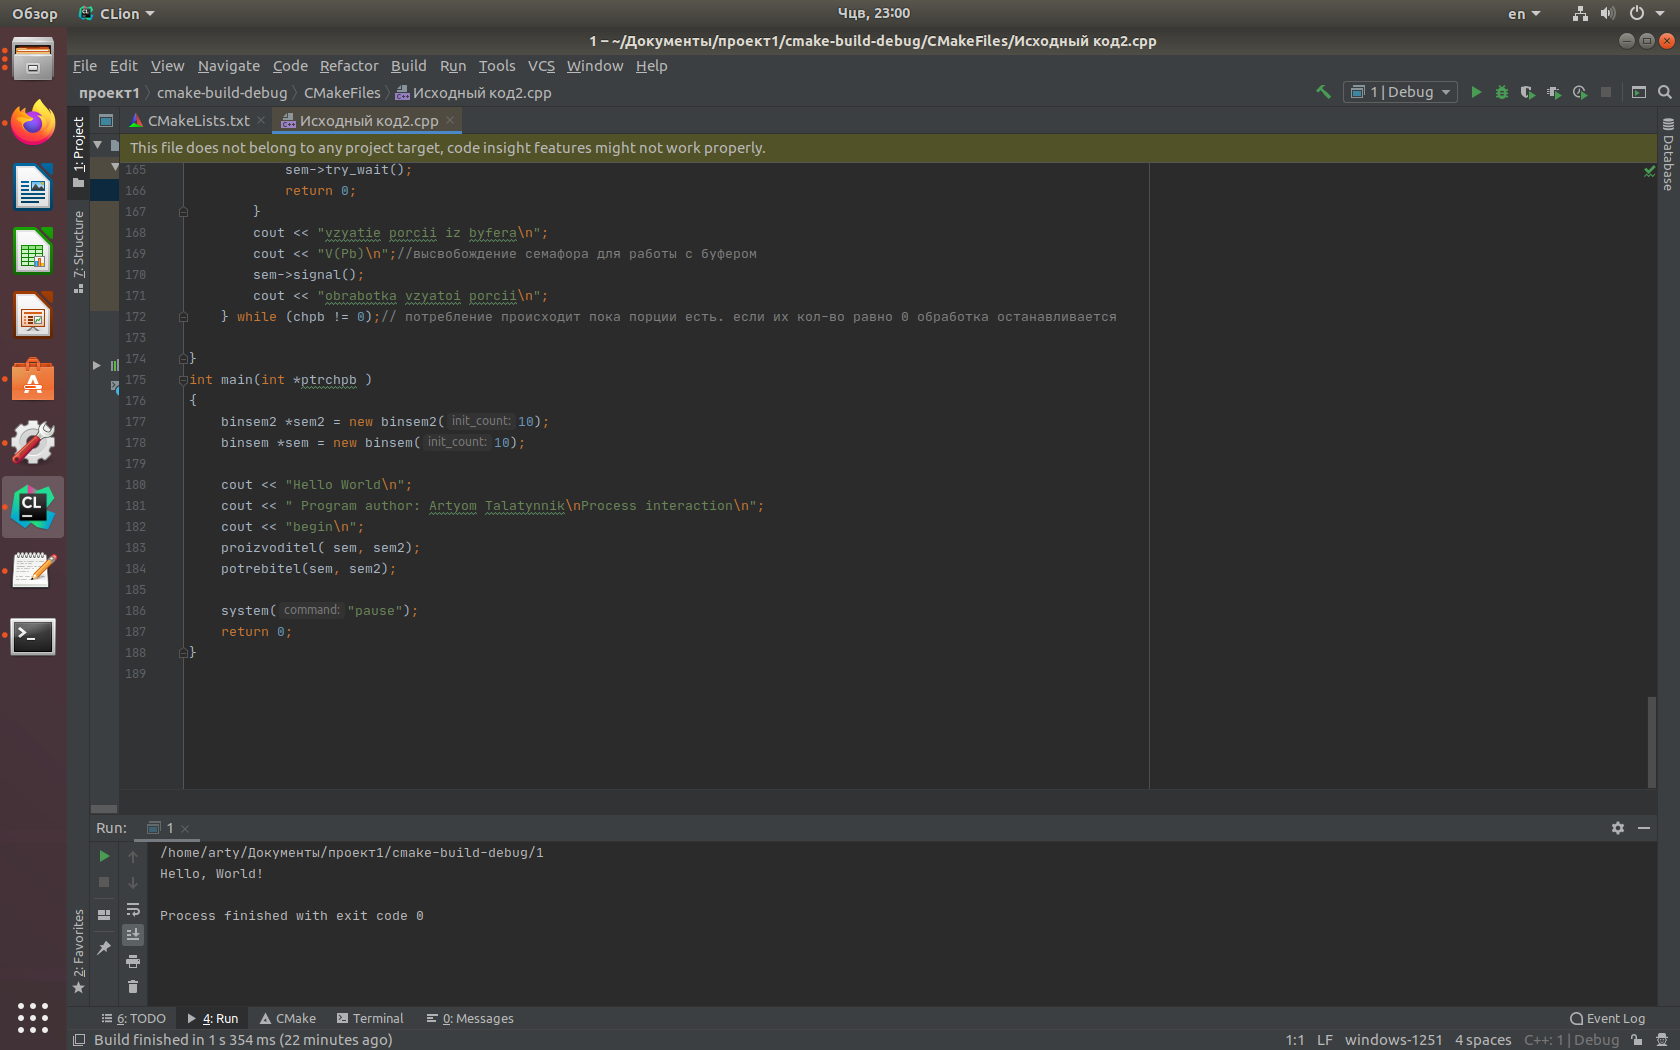 Обзор CLion Чцв, 23:00 en
1 – ~/Документы/проект1/cmake-build-debug/CMakeFiles/Исходный код2.cpp
File Edit View Navigate Code Refactor Build Run Tools VCS Window Help
проект1 cmake-build-debug CMakeFiles Исходный код2.cpp 1 | Debug
1: Project
7: Structure
2: Favorites
Database
CMakeLists.txt Исходный код2.cpp
This file does not belong to any project target, code insight features might not work properly.
165 sem->try_wait();
166 return 0;
167 }
168 cout << "vzyatie porcii iz byfera\n";
169 cout << "V(Pb)\n";//высвобождение семафора для работы с буфером
170 sem->signal();
171 cout << "obrabotka vzyatoi porcii\n";
172 } while (chpb != 0);// потребление происходит пока порции есть. если их кол-во равно 0 обработка останавливается
173
174 }
175 int main(int *ptrchpb )
176 {
177 binsem2 *sem2 = new binsem2( init_count: 10);
178 binsem *sem = new binsem( init_count: 10);
179
180 cout << "Hello World\n";
181 cout << " Program author: Artyom Talatynnik\nProcess interaction\n";
182 cout << "begin\n";
183 proizvoditel( sem, sem2);
184 potrebitel(sem, sem2);
185
186 system( command: "pause");
187 return 0;
188 }
189
Run: 1
/home/arty/Документы/проект1/cmake-build-debug/1
Hello, World!
Process finished with exit code 0
6: TODO 4: Run CMake Terminal 0: Messages Event Log
Build finished in 1 s 354 ms (22 minutes ago) 1:1 LF windows-1251 4 spaces C++: 1 | Debug